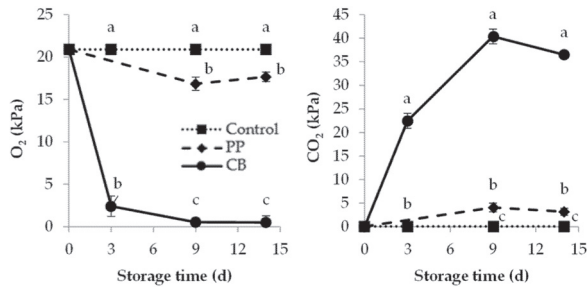 a a a
25
20
15
10
5
0
O2 (kPa)
b b
Control
PP
CB
b c c
0 3 6 9 12 15
Storage time (d)
a a
45
40
35
30
25
20
15
10
5
0
CO2 (kPa)
a
b b b
c c
0 3 6 9 12 15
Storage time (d)